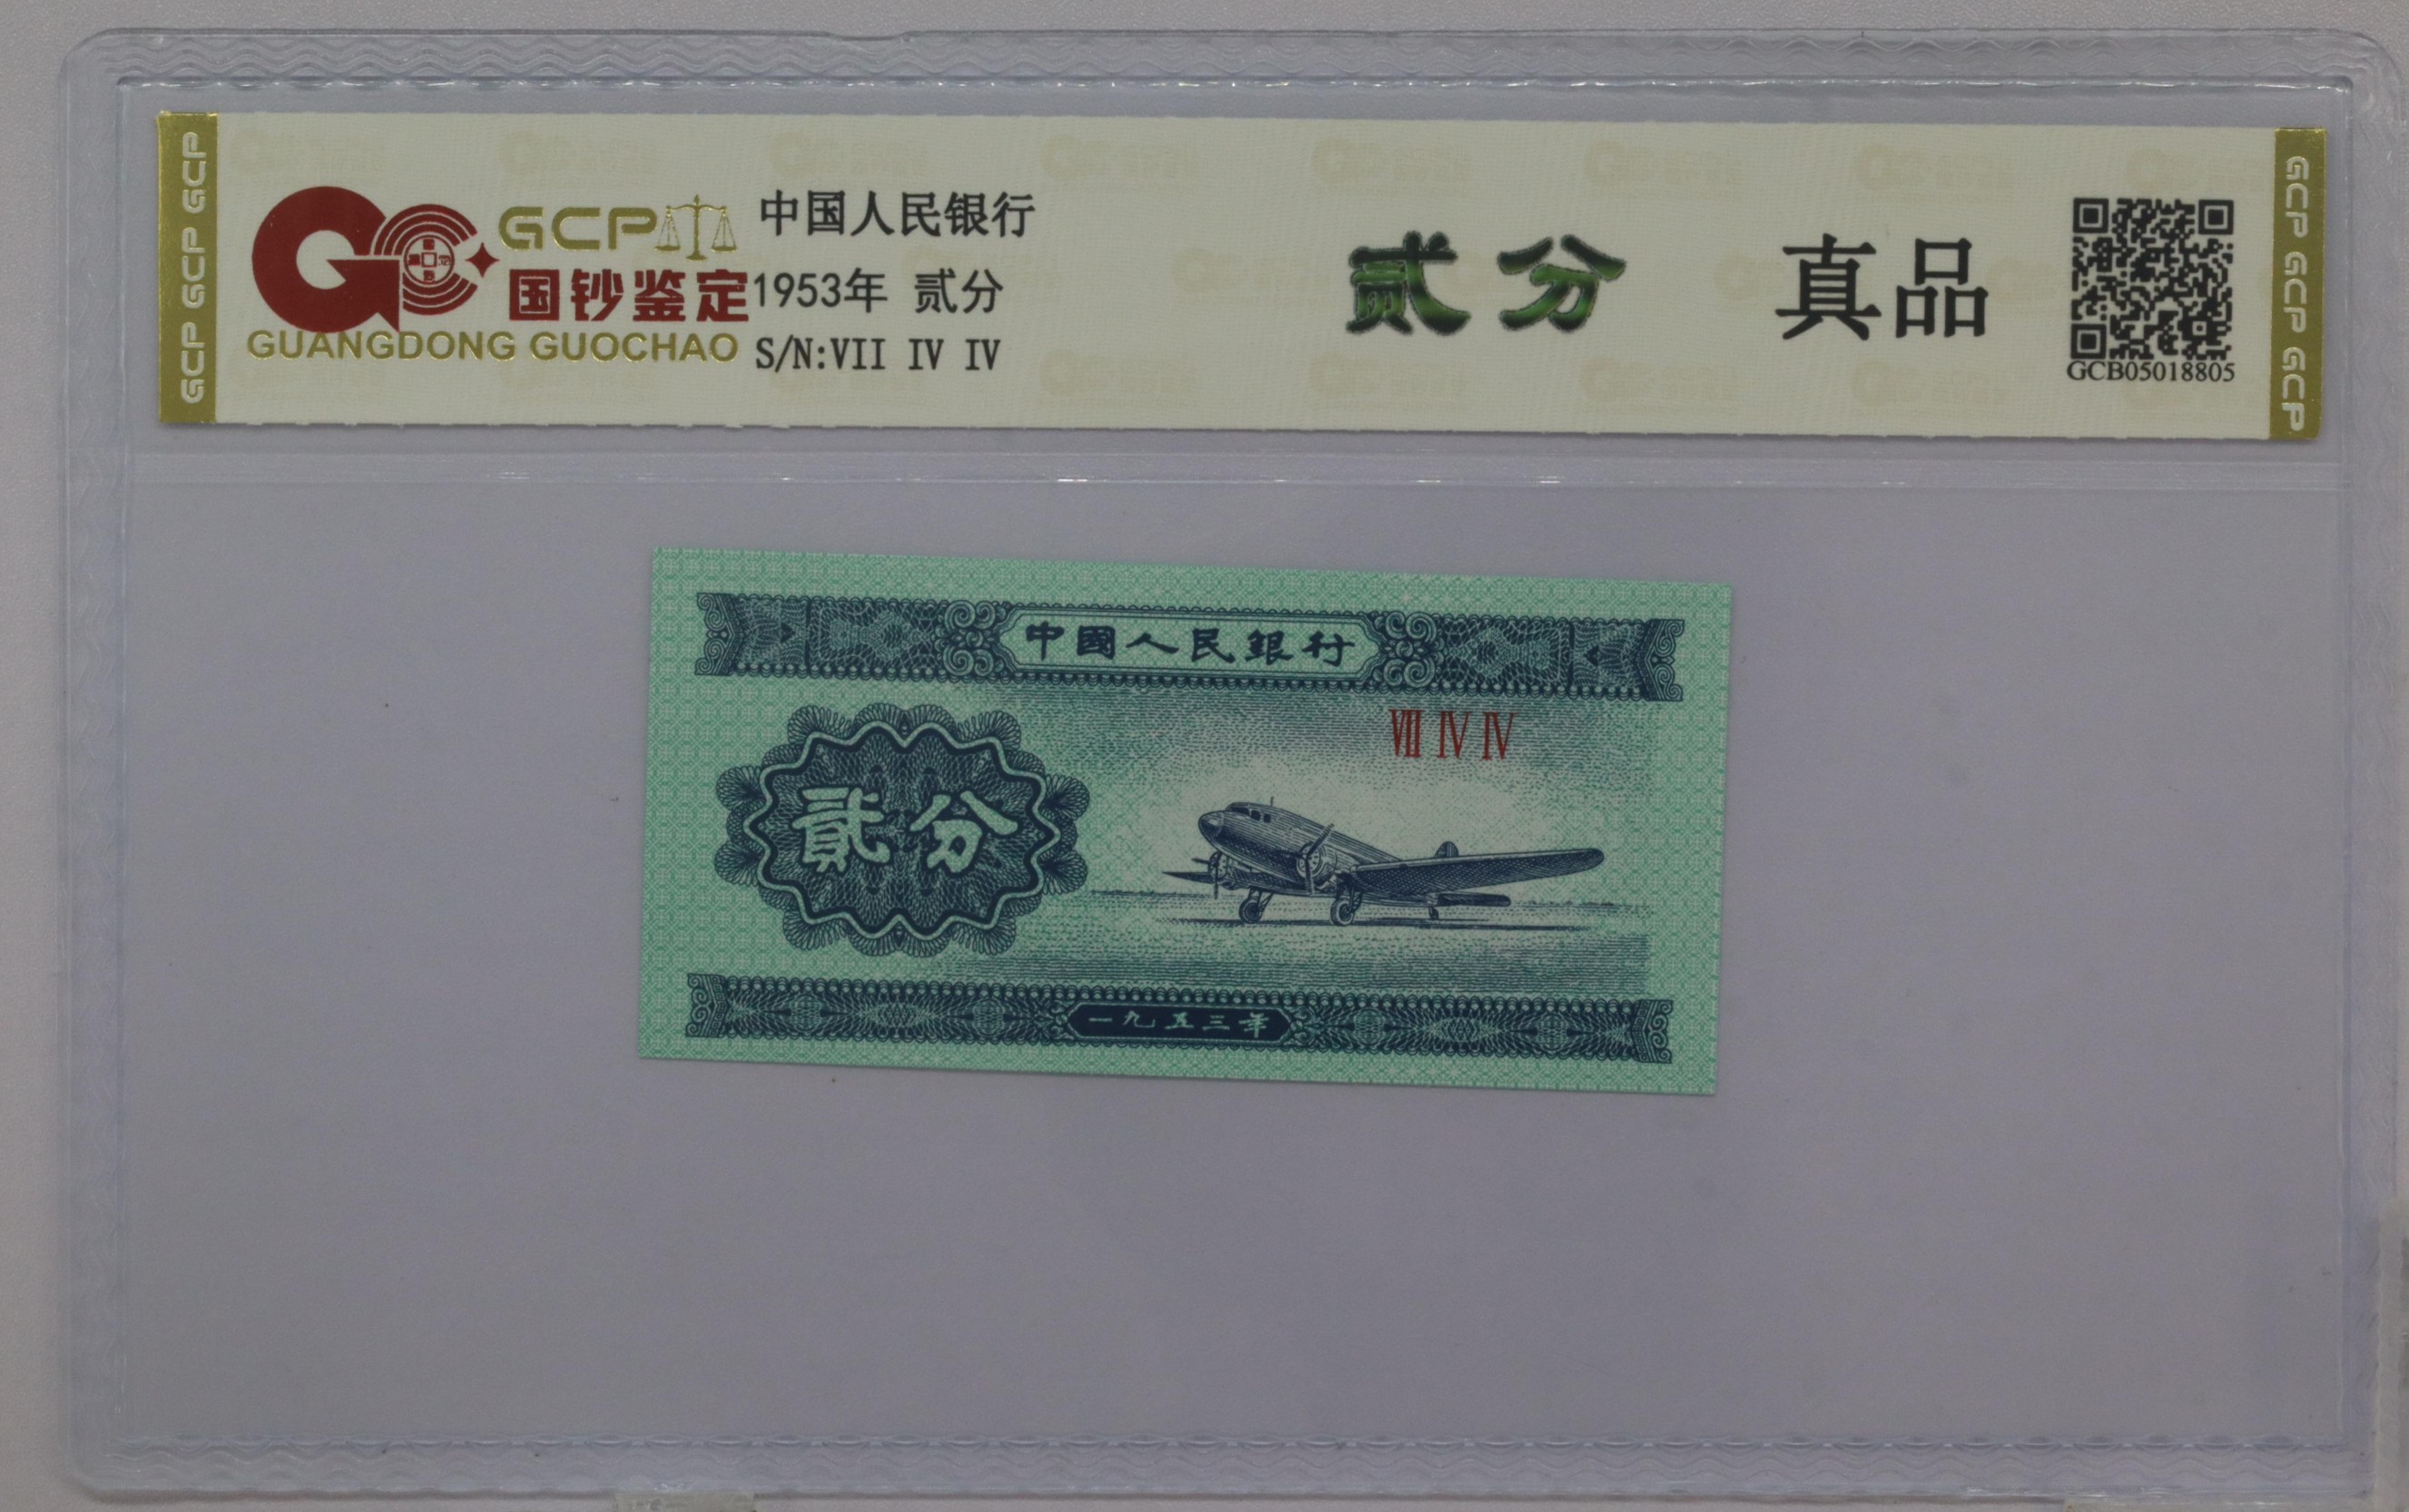 GCP GCP GCP
GCP
国钞鉴定
GUANGDONG GUOCHAO
中国人民银行
1953年 贰分
S/N:VII IV IV
贰分
真品
GCB05018805
GCP GCP GCP
中國人民銀行
VII IV IV
貳分
一九五三年